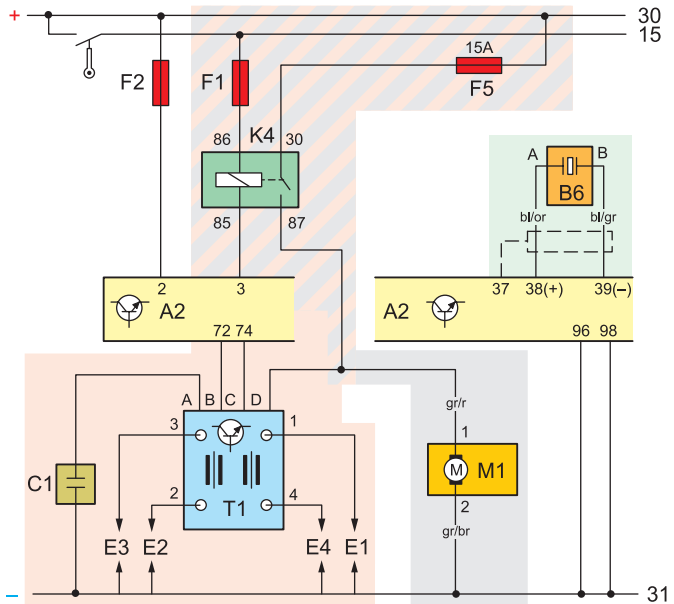 + 30
15
15A
F2 F1 F5
86 K4 30
A B
B6
85 87
bl/or bl/gr
2 3 37 38(+) 39(–)
A2 A2
72 74 96 98
A B C D
gr/r
3 1 1
C1 M M1
2 T1 4 2
gr/br
E3 E2 E4 E1
– 31